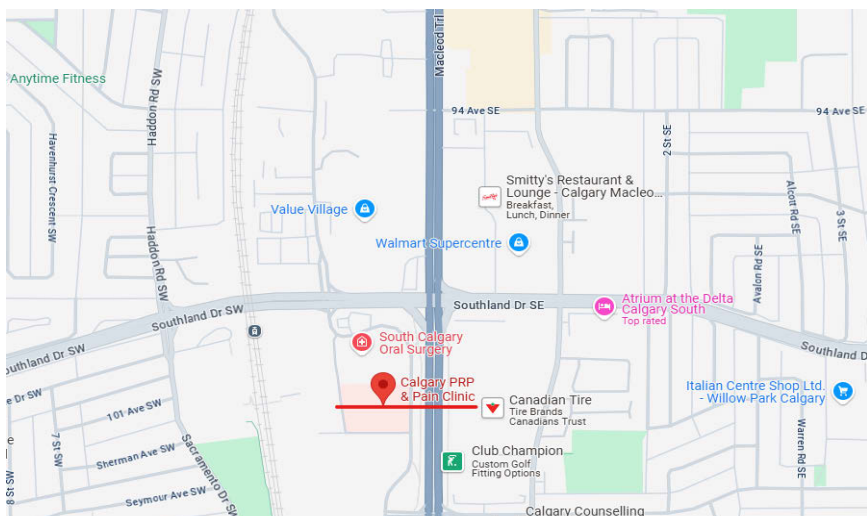 Anytime Fitness
Haddon Rd SW
Havenhurst Crescent SW
Haddon Rd SW
Macleod Trl
94 Ave SE
94 Ave SE
2 St SE
Alcott Rd SE
3 St SE
Avalon Rd SE
Smitty's Restaurant &
Lounge - Calgary Macleo...
Breakfast,
Lunch, Dinner
Value Village
Walmart Supercentre
Southland Dr SW
Southland Dr SE
Atrium at the Delta
Calgary South
Top rated
outhland Dr SW
South Calgary
Oral Surgery
Southland D
Calgary PRP
& Pain Clinic
Canadian Tire
Tire Brands
Canadians Trust
Italian Centre Shop Ltd.
- Willow Park Calgary
e Dr SW
101 Ave SW
7 St SW
8 St SW
Sherman Ave SW
Sacramento Dr SW
Seymour Ave SW
Club Champion
Custom Golf
Fitting Options
Warren Rd SE
Calgary Counselling